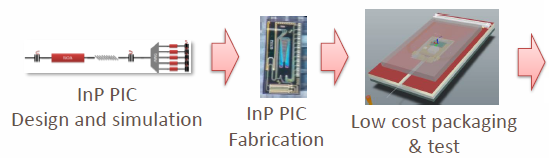 InP PIC
Design and simulation
InP PIC
Fabrication
Low cost packaging
& test